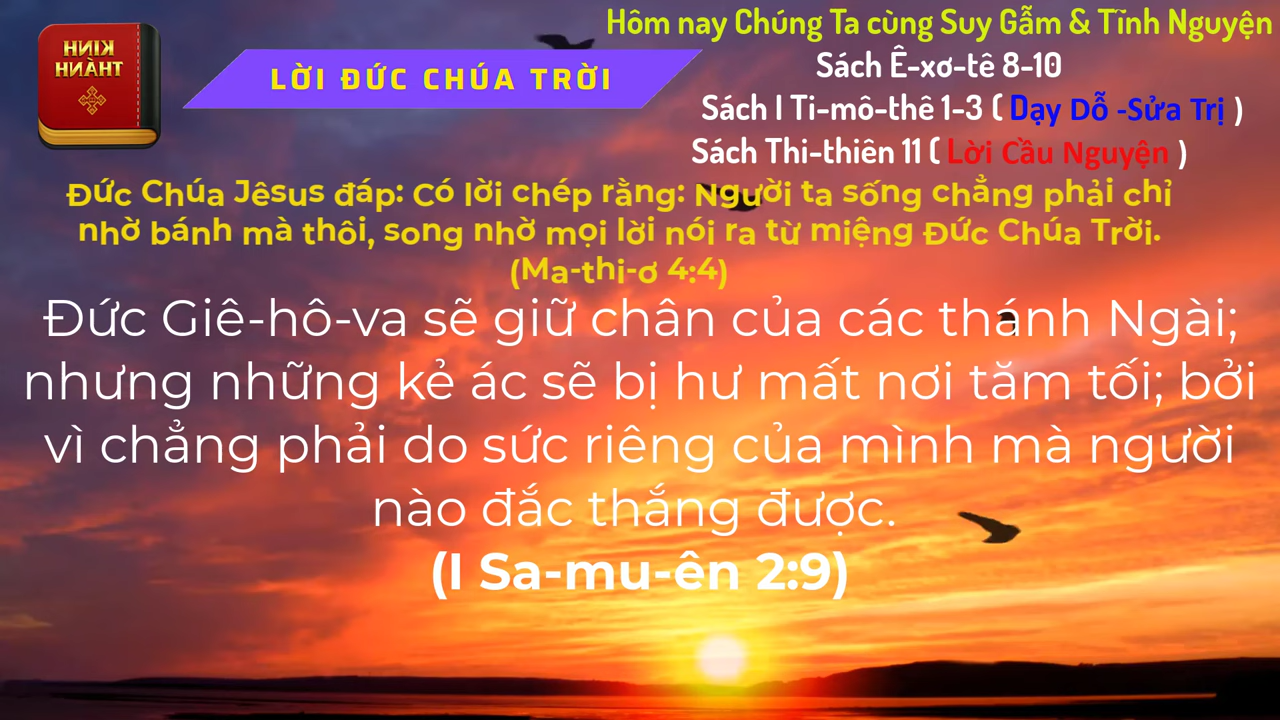 Hôm nay Chúng Ta cùng Suy Gẫm & Tĩnh Nguyện
Sách Ê-xơ-tê 8-10
Sách I Ti-mô-thê 1-3 ( Dạy Dỗ -Sửa Trị )
Sách Thi-thiên 11 ( Lời Cầu Nguyện )
KINH
THÀNH
LỜI ĐỨC CHÚA TRỜI
Đức Chúa Jêsus đáp: Có lời chép rằng: Người ta sống chẳng phải chỉ
nhờ bánh mà thôi, song nhờ mọi lời nói ra từ miệng Đức Chúa Trời.
(Ma-thi-ơ 4:4)
Đức Giê-hô-va sẽ giữ chân của các thánh Ngài;
nhưng những kẻ ác sẽ bị hư mất nơi tăm tối; bởi
vì chẳng phải do sức riêng của mình mà người
nào đắc thắng được.
(I Sa-mu-ên 2:9)